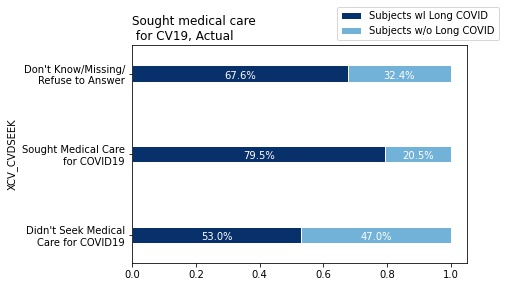 Sought medical care
for CV19, Actual
Subjects wl Long COVID
Subjects w/o Long COVID
XCV_CVDSEEK
Don't Know/Missing/
Refuse to Answer
67.6%
32.4%
Sought Medical Care
for COVID19
79.5%
20.5%
Didn't Seek Medical
Care for COVID19
53.0%
47.0%
0.0
0.2
0.4
0.6
0.8
1.0